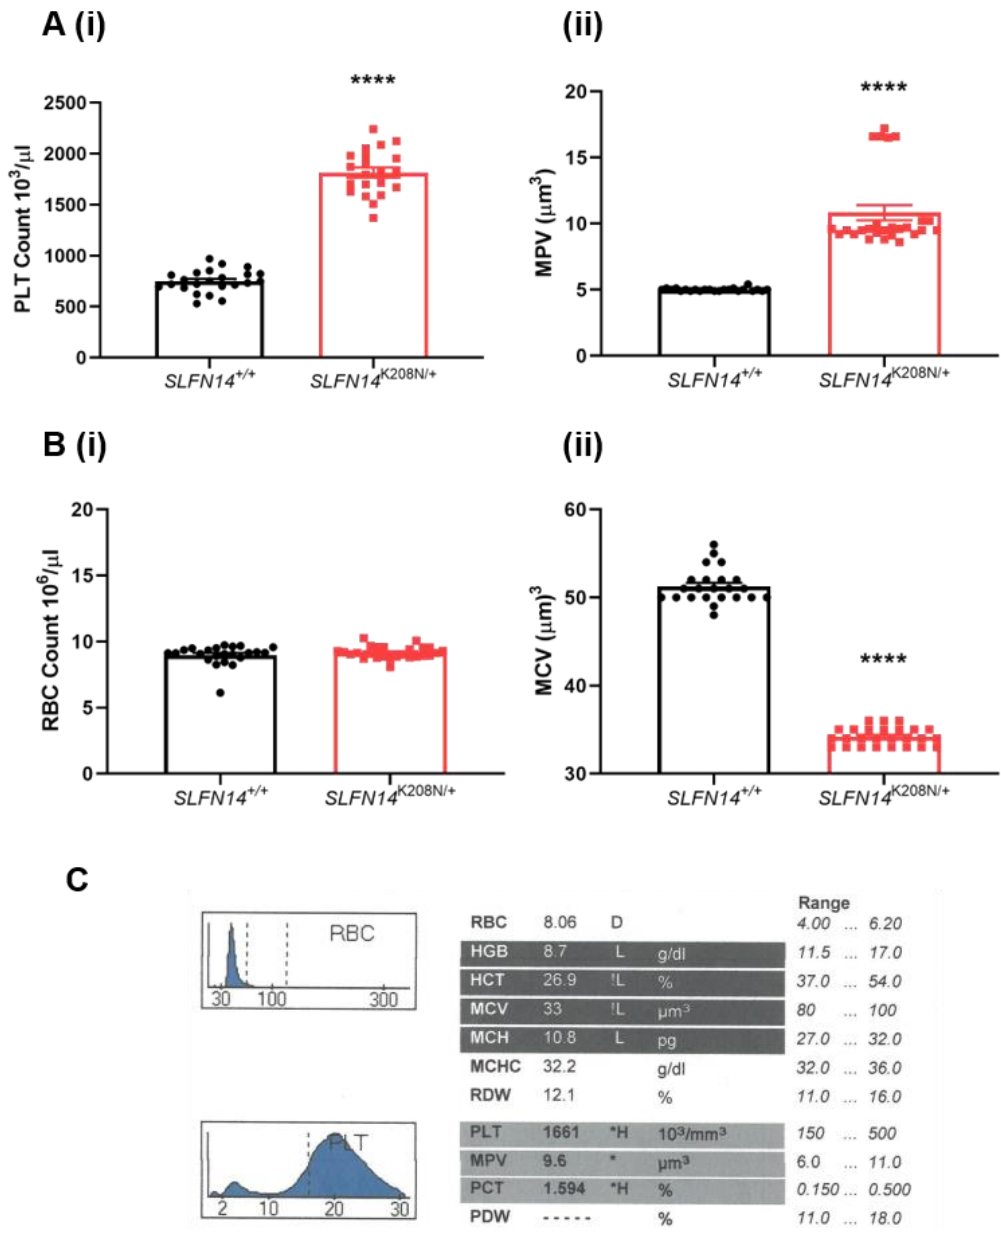 A (i)
(ii)
****
PLT Count 10³/µl
2500
2000
1500
1000
500
0
SLFN14+/+
SLFN14K208N/+
****
MPV (µm³)
20
15
10
5
0
SLFN14+/+
SLFN14K208N/+
B (i)
(ii)
RBC Count 10⁶/µl
20
15
10
5
0
SLFN14+/+
SLFN14K208N/+
MCV (µm)³
60
50
40
30
****
SLFN14+/+
SLFN14K208N/+
C
RBC
30 100 300
Range
RBC 8.06 D 4.00 ... 6.20
HGB 8.7 L g/dl 11.5 ... 17.0
HCT 26.9 !L % 37.0 ... 54.0
MCV 33 !L µm³ 80 ... 100
MCH 10.8 L pg 27.0 ... 32.0
MCHC 32.2 g/dl 32.0 ... 36.0
RDW 12.1 % 11.0 ... 16.0
PLT
2 10 20 30
PLT 1661 *H 10³/mm³ 150 ... 500
MPV 9.6 * µm³ 6.0 ... 11.0
PCT 1.594 *H % 0.150 ... 0.500
PDW ----- % 11.0 ... 18.0